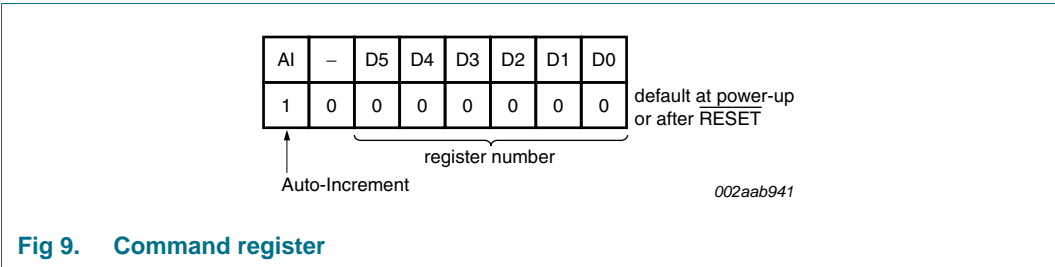 AI – D5 D4 D3 D2 D1 D0
1 0 0 0 0 0 0 0
default at power-up
or after RESET
register number
Auto-Increment
002aab941
Fig 9. Command register